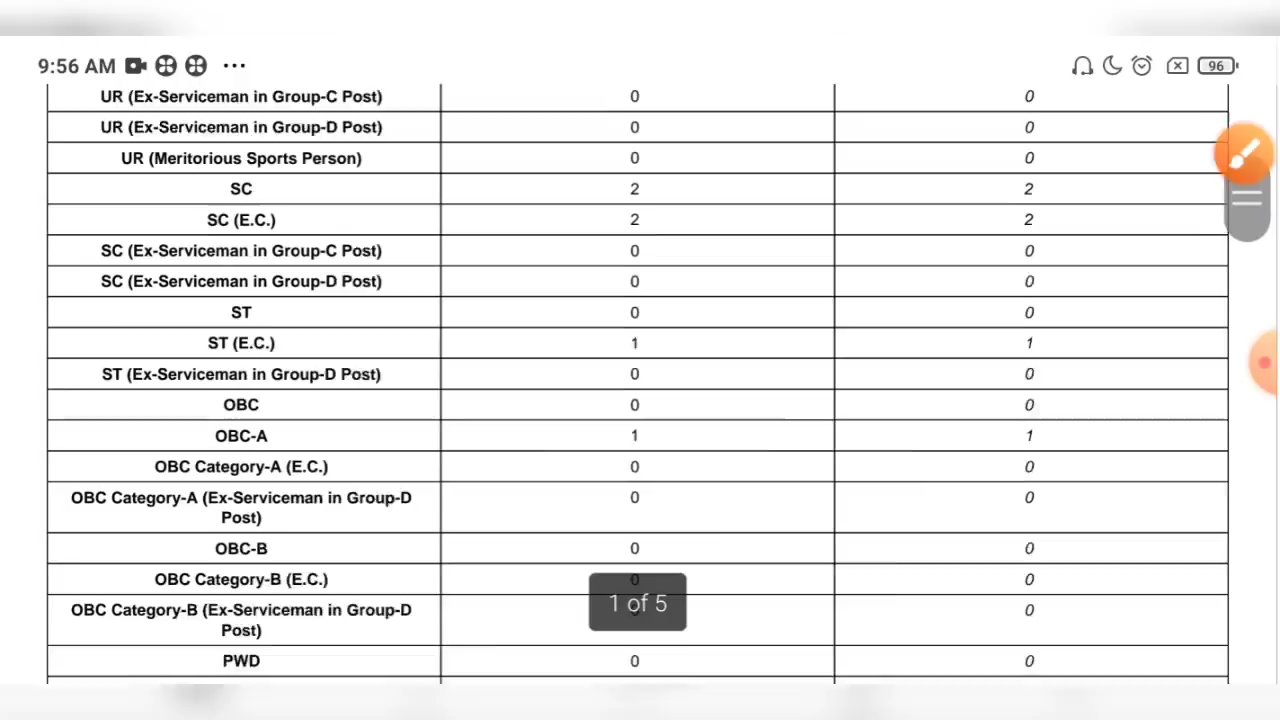 9:56 AM ... 96
UR (Ex-Serviceman in Group-C Post) 0 0
UR (Ex-Serviceman in Group-D Post) 0 0
UR (Meritorious Sports Person) 0 0
SC 2 2
SC (E.C.) 2 2
SC (Ex-Serviceman in Group-C Post) 0 0
SC (Ex-Serviceman in Group-D Post) 0 0
ST 0 0
ST (E.C.) 1 1
ST (Ex-Serviceman in Group-D Post) 0 0
OBC 0 0
OBC-A 1 1
OBC Category-A (E.C.) 0 0
OBC Category-A (Ex-Serviceman in Group-D 0 0
Post)
OBC-B 0 0
OBC Category-B (E.C.) 0 0
1 of 5
OBC Category-B (Ex-Serviceman in Group-D 0 0
Post)
PWD 0 0